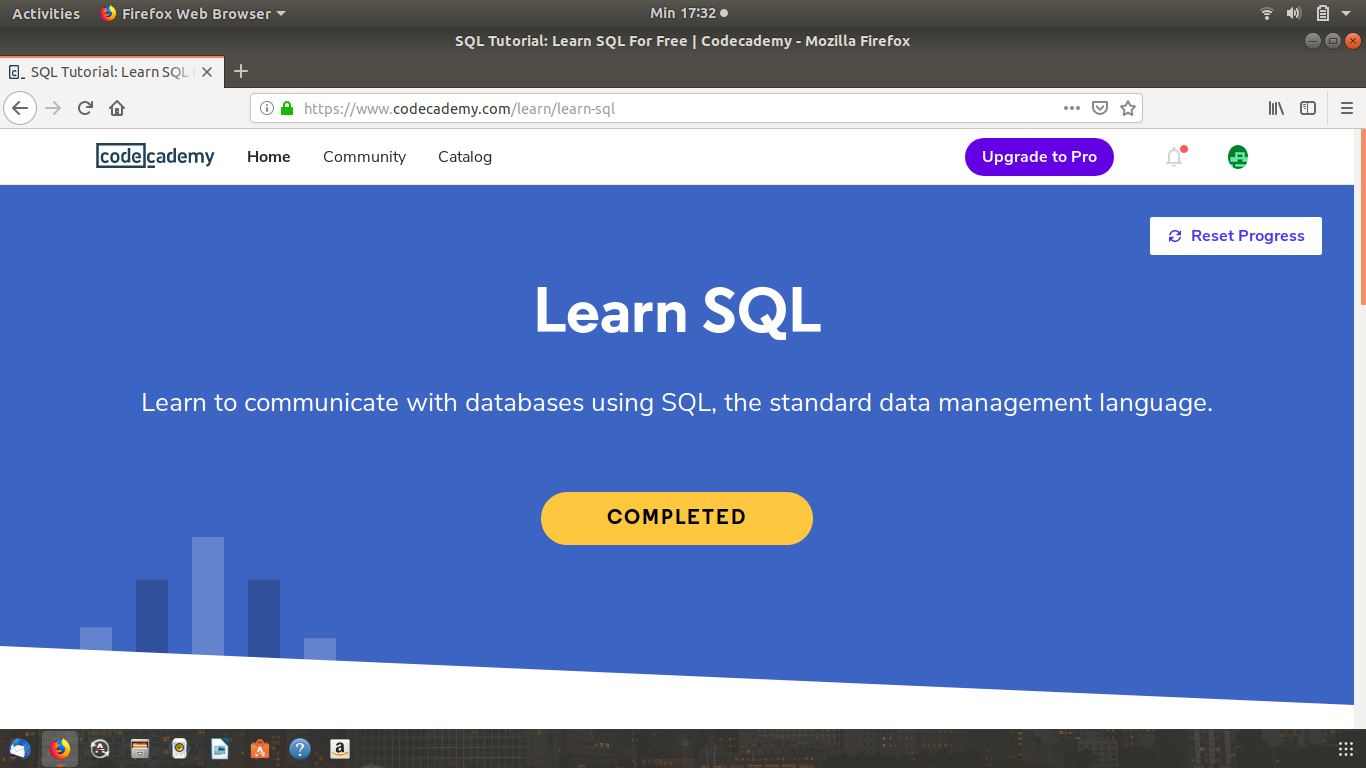 Activities Firefox Web Browser Min 17:32
SQL Tutorial: Learn SQL For Free | Codecademy - Mozilla Firefox
SQL Tutorial: Learn SQL
https://www.codecademy.com/learn/learn-sql
codecademy Home Community Catalog Upgrade to Pro
Reset Progress
Learn SQL
Learn to communicate with databases using SQL, the standard data management language.
COMPLETED